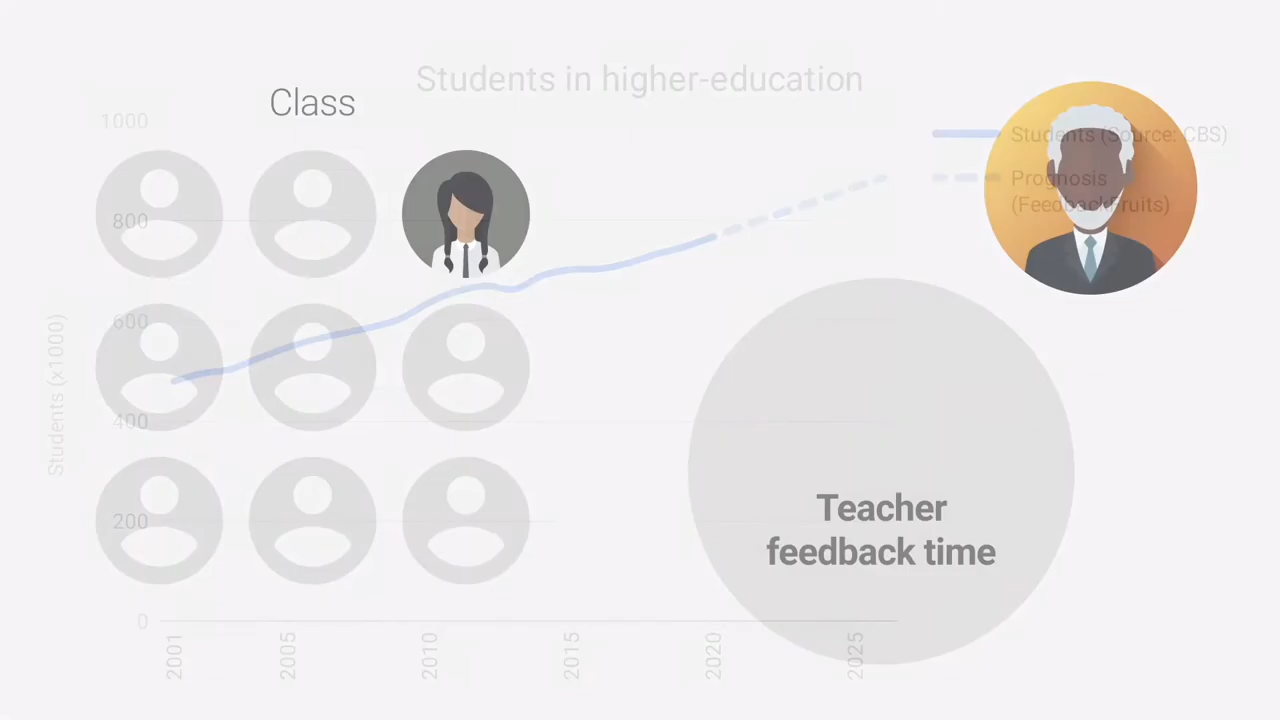 Students in higher-education
Class
1000
800
600
400
200
0
Students (x1000)
2001
2005
2010
2015
2020
2025
Students (Source: CBS)
Prognosis
(FeedbackFruits)
Teacher
feedback time